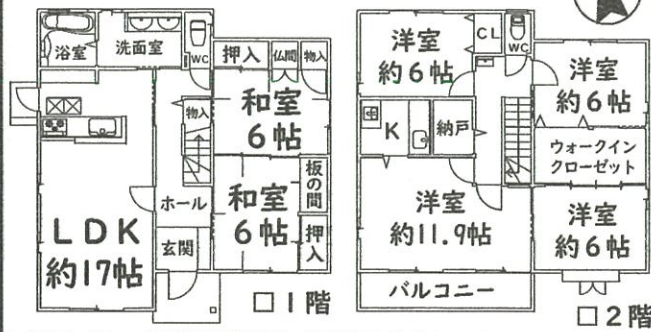 浴室
洗面室
WC
押入
仏間
物入
和室
6帖
物入
和室
6帖
板の間
押入
ホール
LDK
約17帖
玄関
□1階
洋室
約6帖
CL
WC
洋室
約6帖
K
納戸
ウォークイン
クローゼット
洋室
約11.9帖
洋室
約6帖
バルコニー
□2階